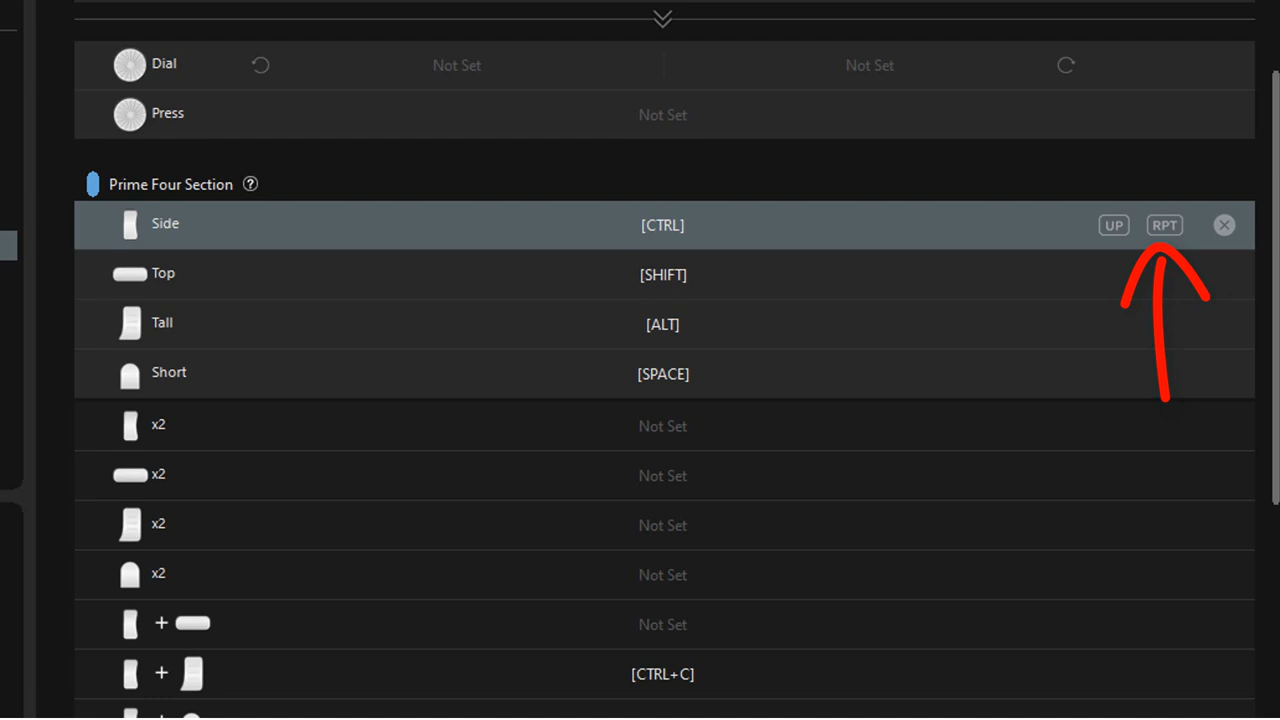 Dial Not Set Not Set
Press Not Set
Prime Four Section ?
Side [CTRL] UP RPT
Top [SHIFT]
Tall [ALT]
Short [SPACE]
x2 Not Set
x2 Not Set
x2 Not Set
x2 Not Set
+ Not Set
+ [CTRL+C]